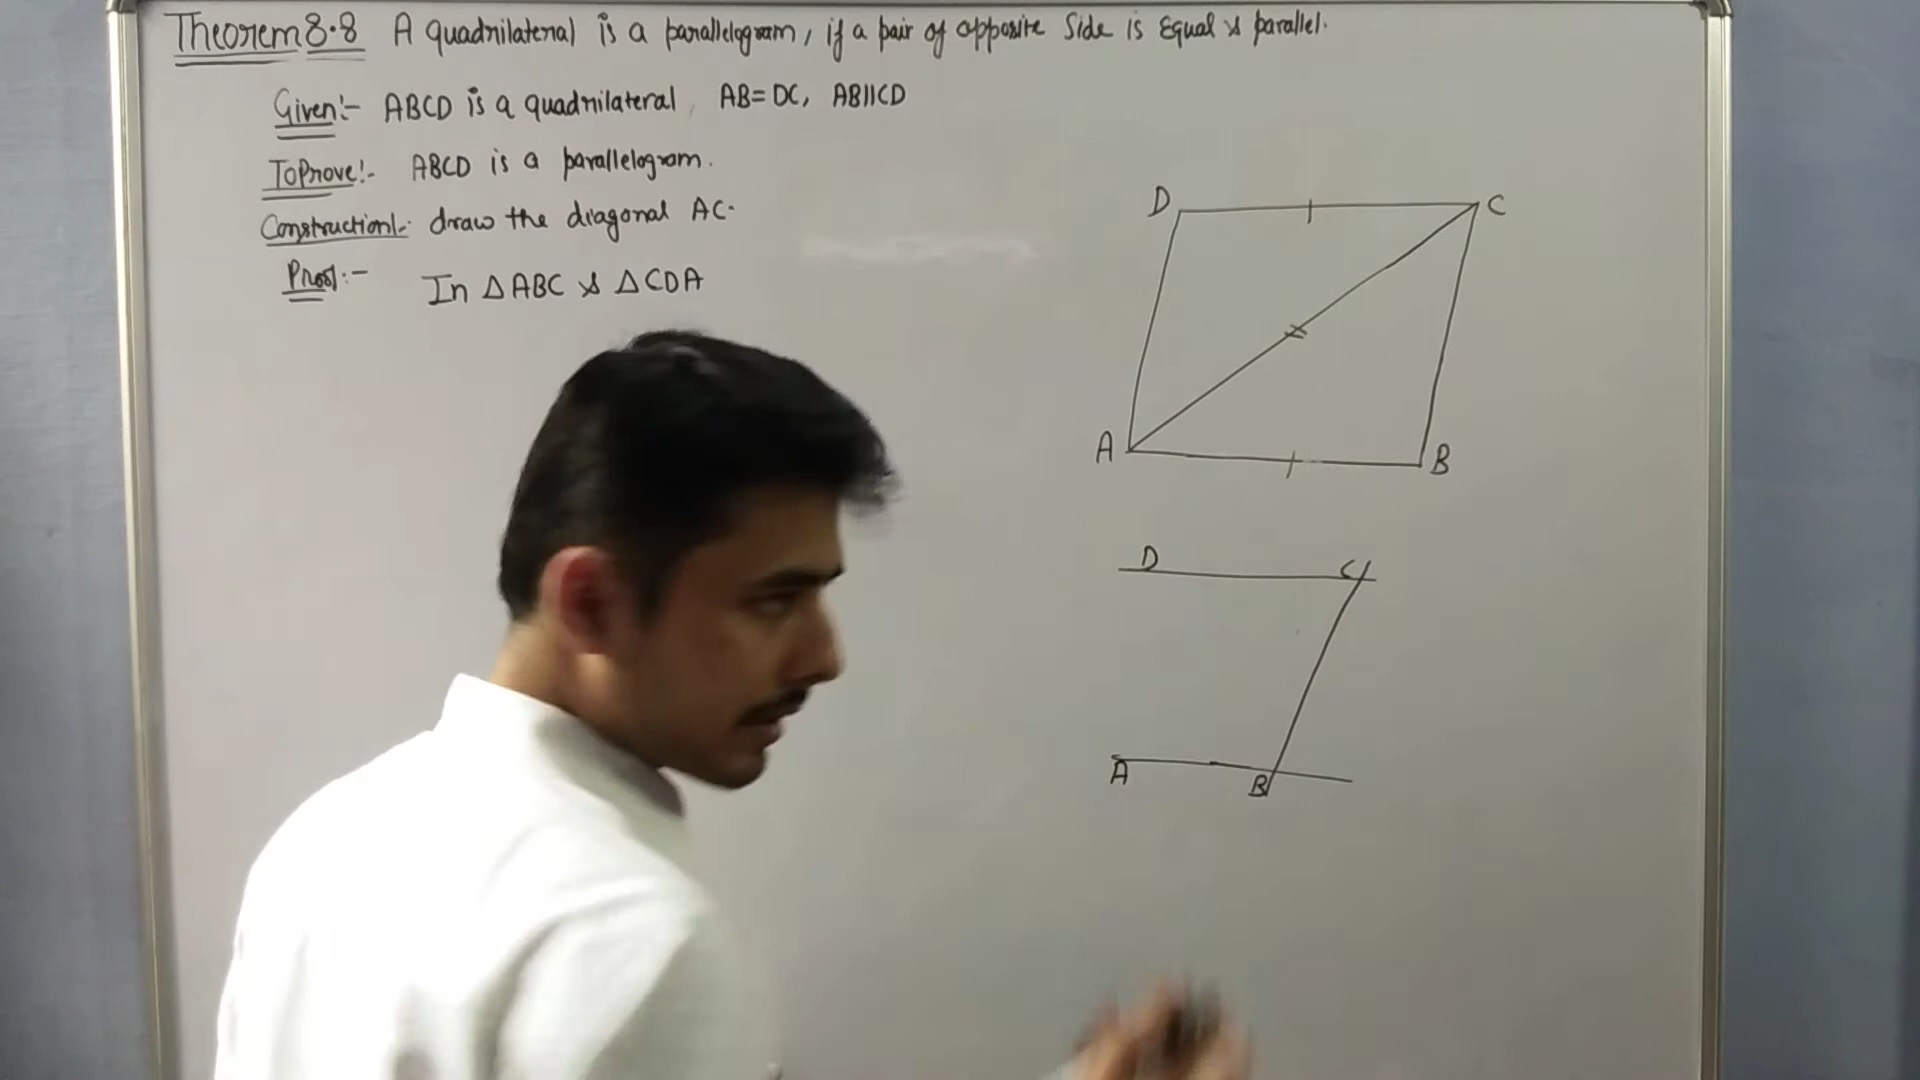 Theorem 8.8 A quadrilateral is a parallelogram, if a pair of opposite Side is Equal & parallel.
Given:- ABCD is a quadrilateral, AB=DC, AB||CD
To Prove:- ABCD is a parallelogram.
Construction:- draw the diagonal AC.
Proof:- In △ABC & △CDA
D C
A B
D C
A B